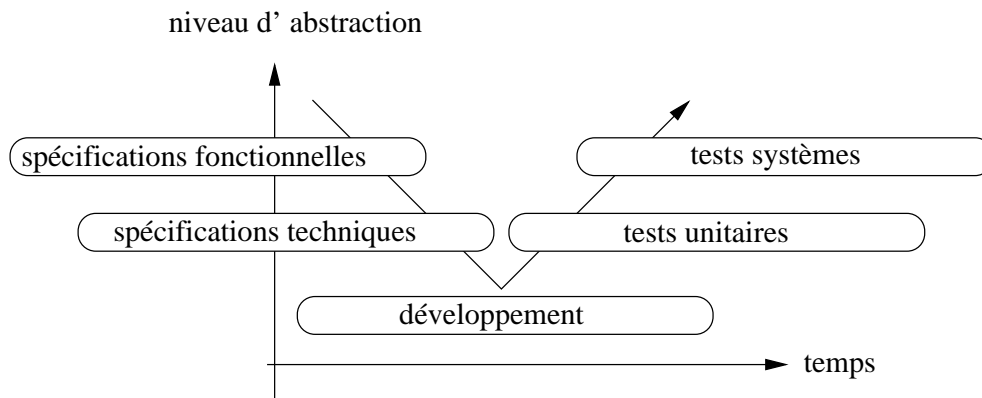 niveau d' abstraction
spécifications fonctionnelles
tests systèmes
spécifications techniques
tests unitaires
développement
temps